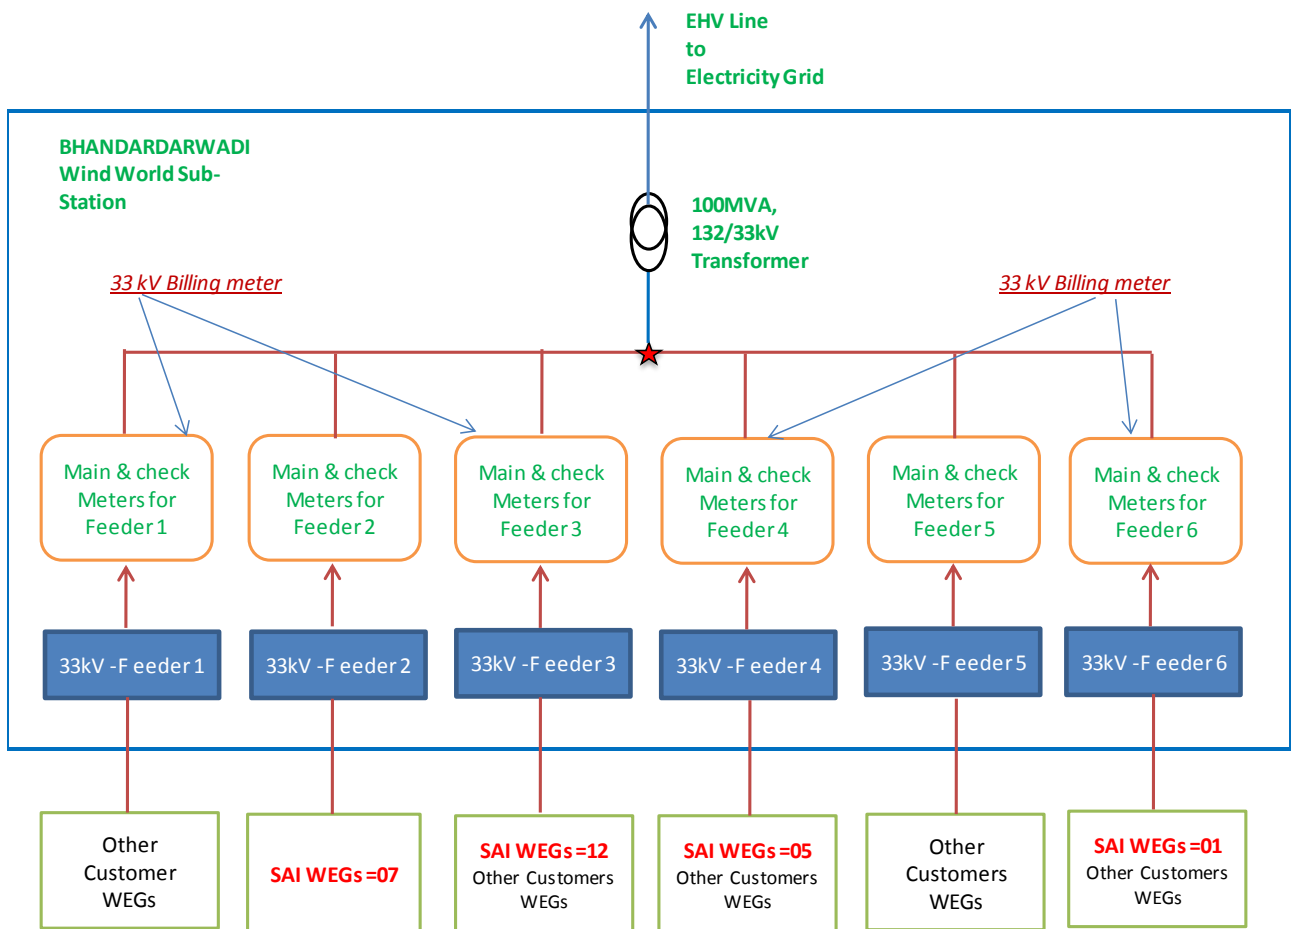 EHV Line
to
Electricity Grid
BHANDARDARWADI
Wind World Sub-
Station
100MVA,
132/33kV
Transformer
33 kV Billing meter
33 kV Billing meter
Main & check
Meters for
Feeder 1
Main & check
Meters for
Feeder 2
Main & check
Meters for
Feeder 3
Main & check
Meters for
Feeder 4
Main & check
Meters for
Feeder 5
Main & check
Meters for
Feeder 6
33kV -F eeder 1
33kV -F eeder 2
33kV -F eeder 3
33kV -F eeder 4
33kV -F eeder 5
33kV -F eeder 6
Other
Customer
WEGs
SAI WEGs =07
SAI WEGs =12
Other Customers
WEGs
SAI WEGs =05
Other Customers
WEGs
Other
Customers
WEGs
SAI WEGs =01
Other Customers
WEGs